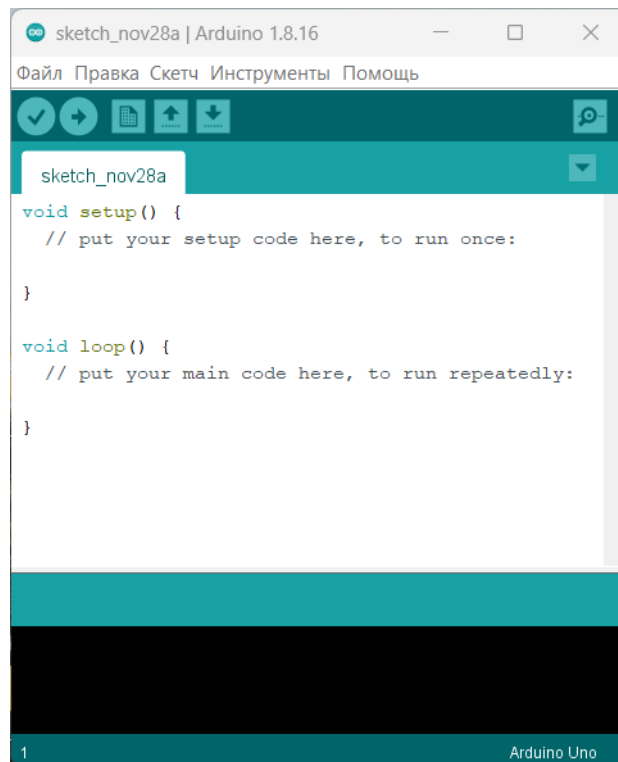 sketch_nov28a | Arduino 1.8.16
Файл Правка Скетч Инструменты Помощь
sketch_nov28a
void setup() {
  // put your setup code here, to run once:
}
void loop() {
  // put your main code here, to run repeatedly:
}
1 Arduino Uno